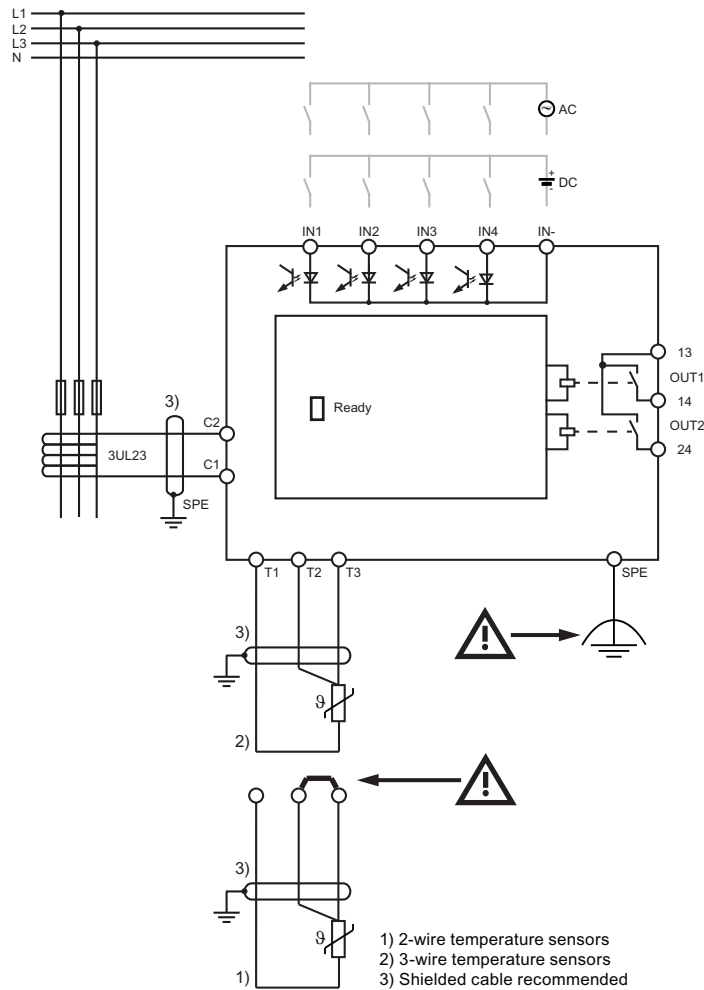 L1
L2
L3
N
AC
+
DC
-
IN1 IN2 IN3 IN4 IN-
13
OUT1
14
OUT2
24
Ready
3)
C2
3UL23
C1
SPE
T1 T2 T3 SPE
3)
ϑ
2)
3)
ϑ
1)
1) 2-wire temperature sensors
2) 3-wire temperature sensors
3) Shielded cable recommended